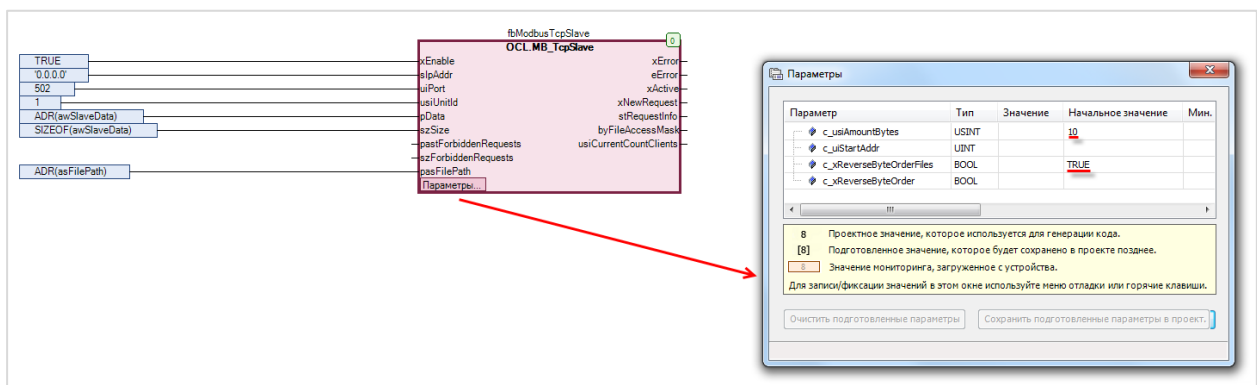 fbModbusTcpSlave
0
OCL.MB_TcpSlave
TRUE
xEnable
xError
'0.0.0.0'
sIpAddr
eError
502
uiPort
xActive
1
usiUnitId
xNewRequest
ADR(awSlaveData)
pData
stRequestInfo
SIZEOF(awSlaveData)
szSize
byFileAccessMask
pastForbiddenRequests
usiCurrentCountClients
szForbiddenRequests
ADR(asFilePath)
pasFilePath
Параметры...
Параметры
Параметр Тип Значение Начальное значение Мин.
c_usiAmountBytes USINT 10
c_uiStartAddr UINT
c_xReverseByteOrderFiles BOOL TRUE
c_xReverseByteOrder BOOL
8 Проектное значение, которое используется для генерации кода.
[8] Подготовленное значение, которое будет сохранено в проекте позднее.
8 Значение мониторинга, загруженное с устройства.
Для записи/фиксации значений в этом окне используйте меню отладки или горячие клавиши.
Очистить подготовленные параметры Сохранить подготовленные параметры в проект.